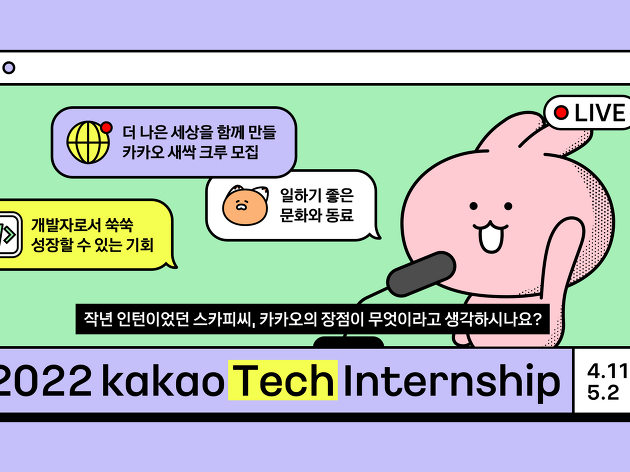 LIVE
더 나은 세상을 함께 만들
카카오 새싹 크루 모집
일하기 좋은
문화와 동료
개발자로서 쑥쑥
성장할 수 있는 기회
작년 인턴이었던 스카피씨, 카카오의 장점이 무엇이라고 생각하시나요?
2022 kakao Tech Internship
4.11
5.2